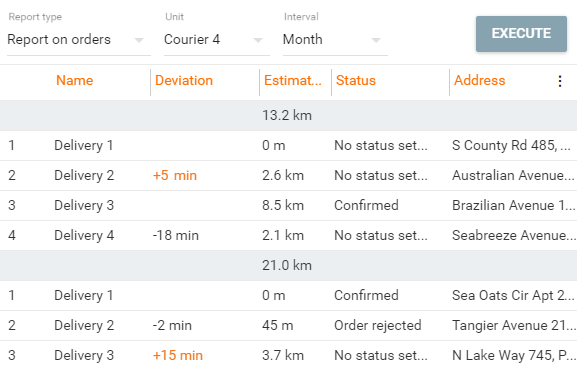 Report type Unit Interval
Report on orders Courier 4 Month EXECUTE
Name Deviation Estimat... Status Address
13.2 km
1 Delivery 1 0 m No status set... S County Rd 485, ...
2 Delivery 2 +5 min 2.6 km No status set... Australian Avenue...
3 Delivery 3 8.5 km Confirmed Brazilian Avenue 1...
4 Delivery 4 -18 min 2.1 km No status set... Seabreeze Avenue...
21.0 km
1 Delivery 1 0 m Confirmed Sea Oats Cir Apt 2...
2 Delivery 2 -2 min 45 m Order rejected Tangier Avenue 21...
3 Delivery 3 +15 min 3.7 km No status set... N Lake Way 745, P...